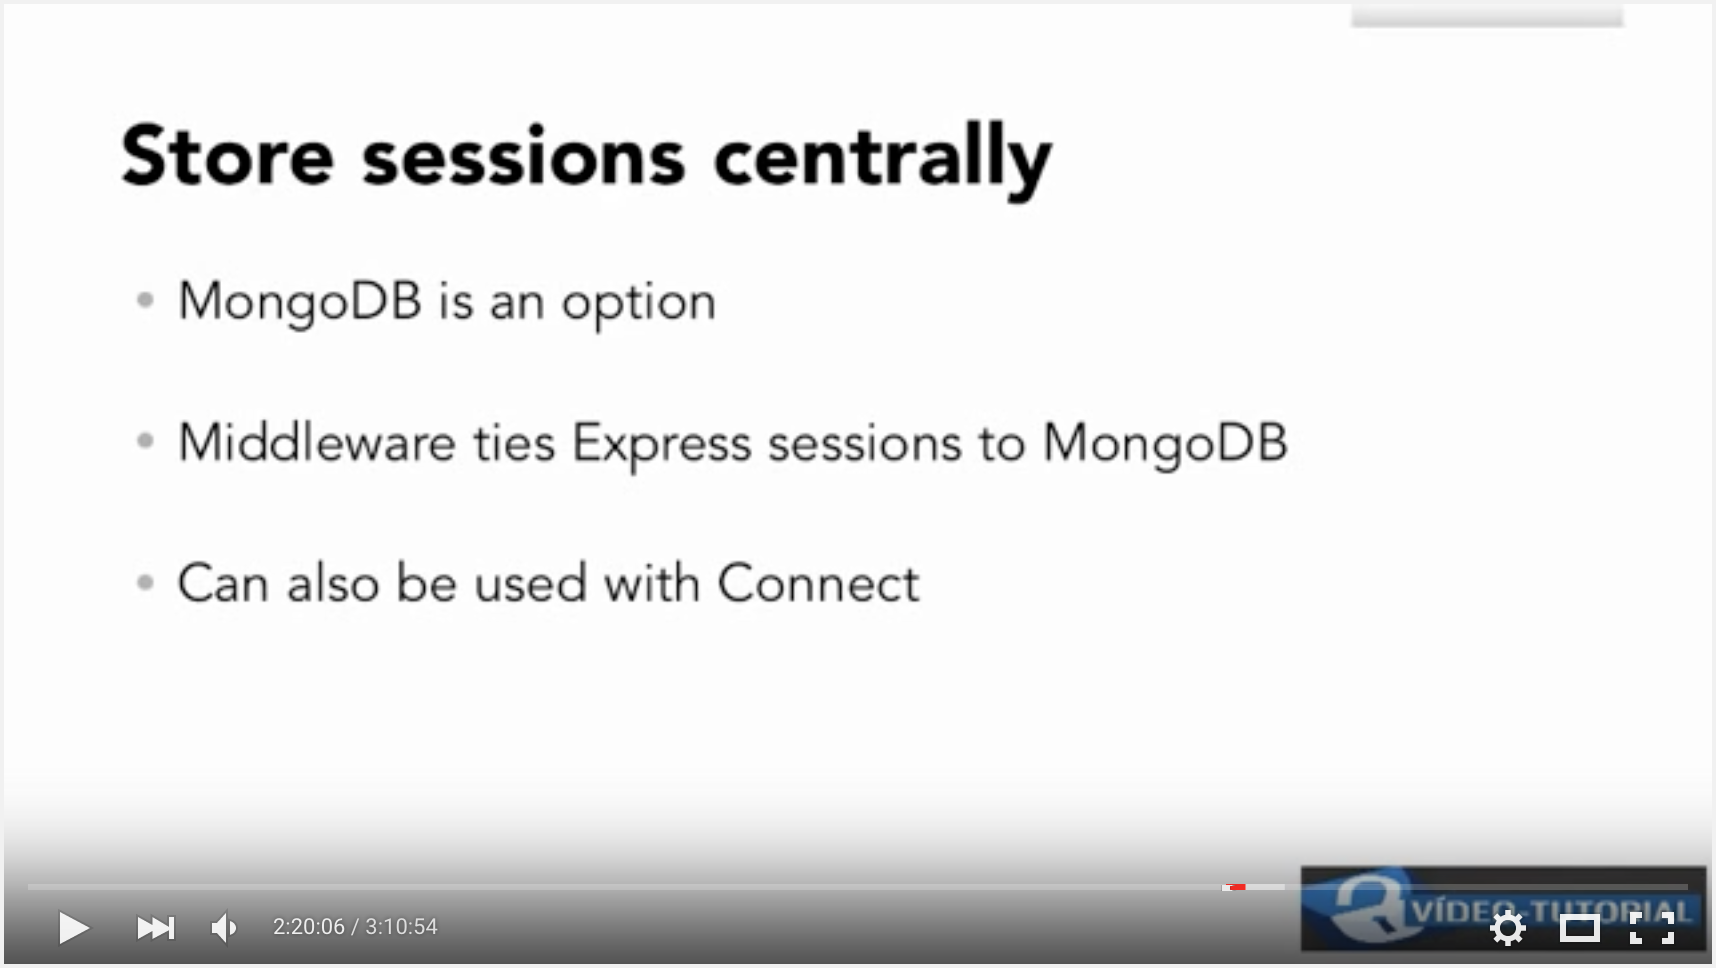 Store sessions centrally
• MongoDB is an option
• Middleware ties Express sessions to MongoDB
• Can also be used with Connect
2:20:06 / 3:10:54
VÍDEO-TUTORIAL